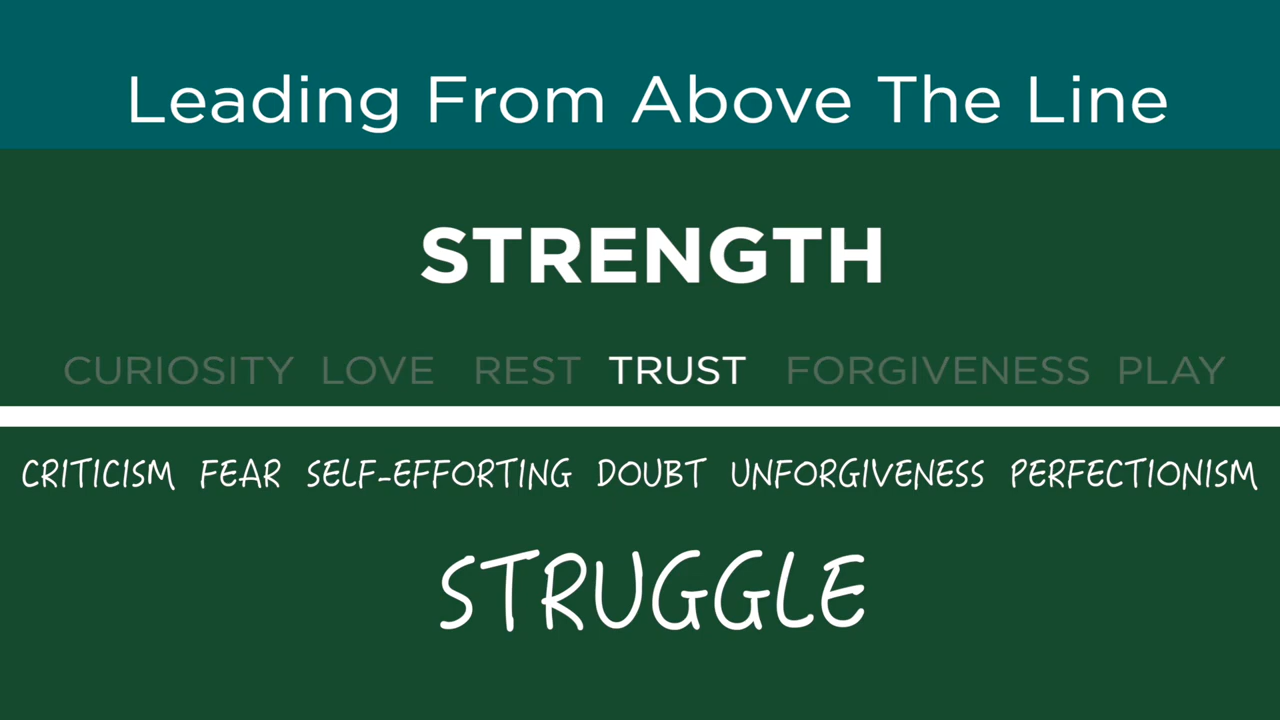 Leading From Above The Line
STRENGTH
CURIOSITY LOVE REST TRUST FORGIVENESS PLAY
CRITICISM FEAR SELF-EFFORTING DOUBT UNFORGIVENESS PERFECTIONISM
STRUGGLE